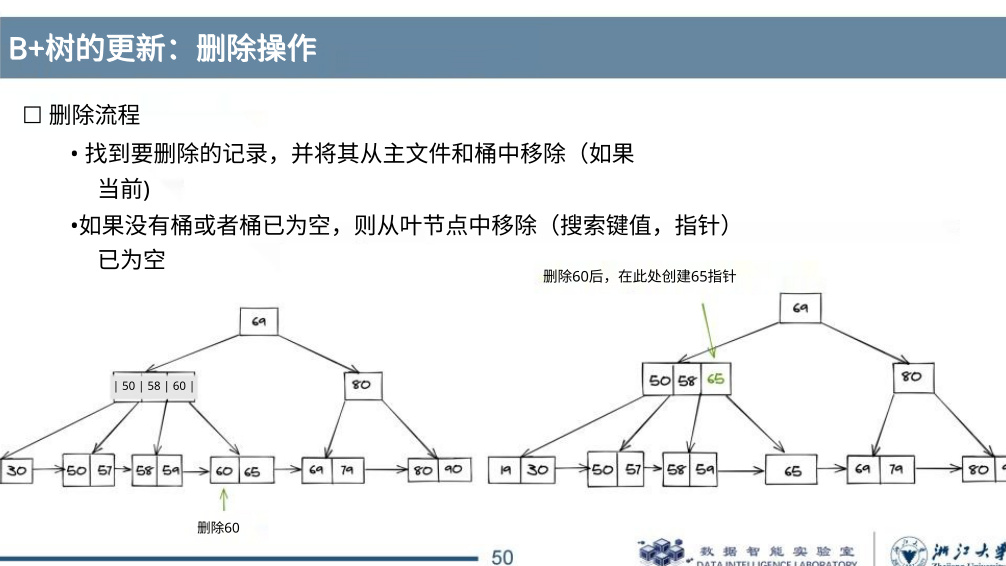 B+树的更新：删除操作
□ 删除流程
• 找到要删除的记录，并将其从主文件和桶中移除（如果
当前)
•如果没有桶或者桶已为空，则从叶节点中移除（搜索键值，指针）
已为空
删除60后，在此处创建65指针
69
| 50 | 58 | 60 |
80
30
50 57
58 59
60 65
69 79
80 90
删除60
69
50 58 65
80
19 30
50 57
58 59
65
69 79
80
50
数据智能实验室
DATA INTELLIGENCE LABORATORY
浙江大学
Zhejiang University